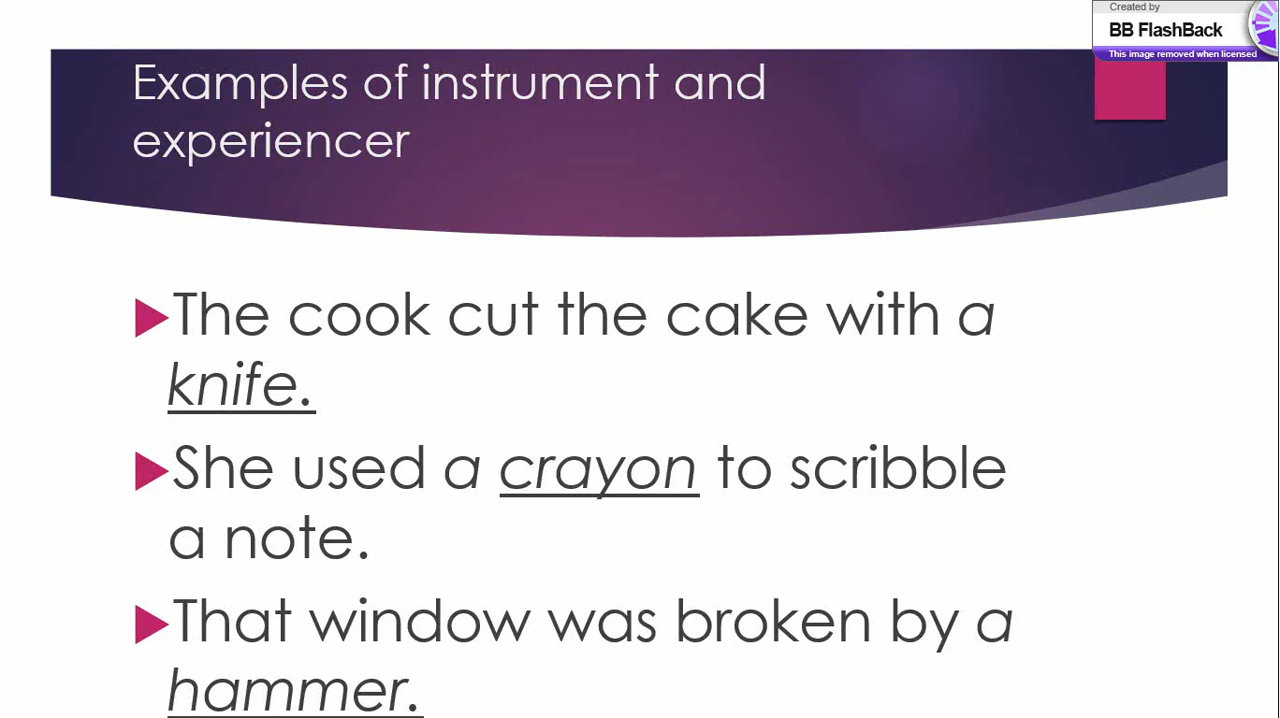 Created by
BB FlashBack
This image removed when licensed
Examples of instrument and
experiencer
The cook cut the cake with a
knife.
She used a crayon to scribble
a note.
That window was broken by a
hammer.